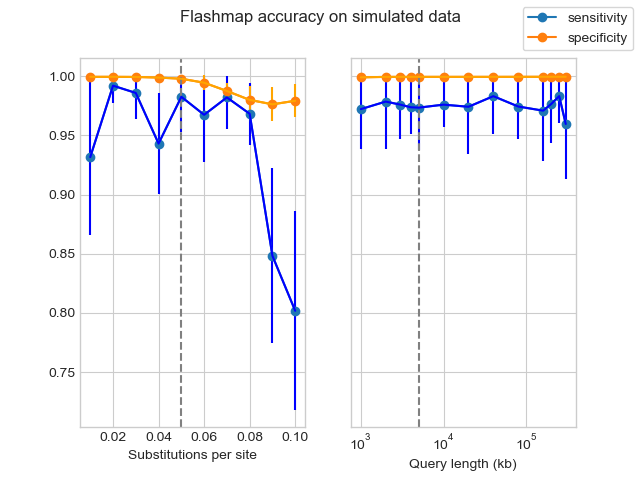 Flashmap accuracy on simulated data
sensitivity
specificity
1.00
0.95
0.90
0.85
0.80
0.75
0.02 0.04 0.06 0.08 0.10
Substitutions per site
10³ 10⁴ 10⁵
Query length (kb)